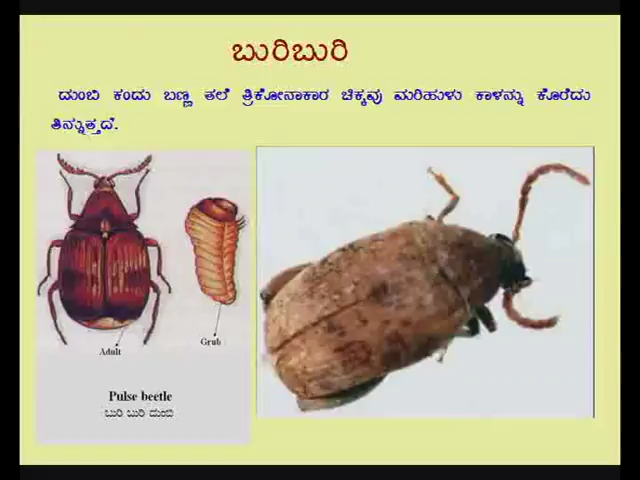 ಬುರಿಬುರಿ
ದುಂಬಿ ಕಂದು ಬಣ್ಣ ತಲೆ ತ್ರಿಕೋನಾಕಾರ ಚಿಕ್ಕವು ಮರಿಹುಳು ಕಾಳನ್ನು ಕೊರೆದು
ತಿನ್ನುತ್ತದೆ.
Adult
Grub
Pulse beetle
ಬುರಿ ಬುರಿ ದುಂಬಿ